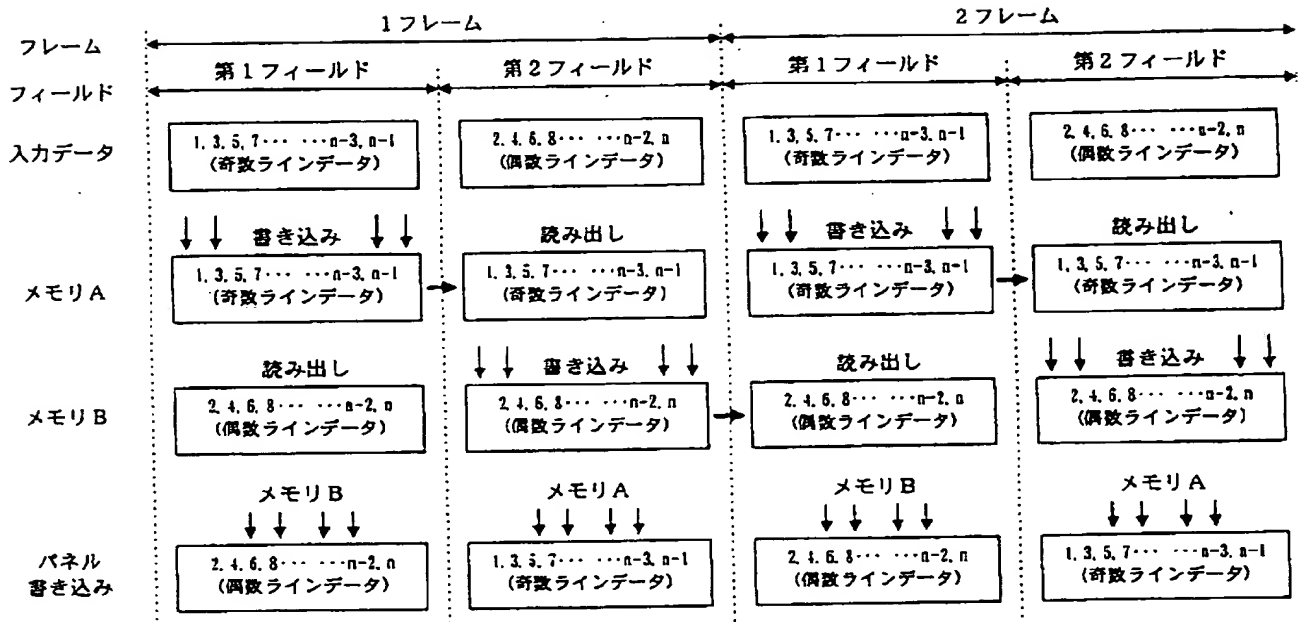 1フレーム 2フレーム
フレーム
第1フィールド 第2フィールド 第1フィールド 第2フィールド
フィールド
入力データ
1,3,5,7‥‥ ‥‥n-3,n-1 2,4,6,8‥‥ ‥‥n-2,n 1,3,5,7‥‥ ‥‥n-3,n-1 2,4,6,8‥‥ ‥‥n-2,n
(奇数ラインデータ) (偶数ラインデータ) (奇数ラインデータ) (偶数ラインデータ)
書き込み 読み出し 書き込み 読み出し
メモリA
1,3,5,7‥‥ ‥‥n-3,n-1 1,3,5,7‥‥ ‥‥n-3,n-1 1,3,5,7‥‥ ‥‥n-3,n-1 1,3,5,7‥‥ ‥‥n-3,n-1
(奇数ラインデータ) (奇数ラインデータ) (奇数ラインデータ) (奇数ラインデータ)
読み出し 書き込み 読み出し 書き込み
メモリB
2,4,6,8‥‥ ‥‥n-2,n 2,4,6,8‥‥ ‥‥n-2,n 2,4,6,8‥‥ ‥‥n-2,n 2,4,6,8‥‥ ‥‥n-2,n
(偶数ラインデータ) (偶数ラインデータ) (偶数ラインデータ) (偶数ラインデータ)
メモリB メモリA メモリB メモリA
パネル
書き込み
2,4,6,8‥‥ ‥‥n-2,n 1,3,5,7‥‥ ‥‥n-3,n-1 2,4,6,8‥‥ ‥‥n-2,n 1,3,5,7‥‥ ‥‥n-3,n-1
(偶数ラインデータ) (奇数ラインデータ) (偶数ラインデータ) (奇数ラインデータ)